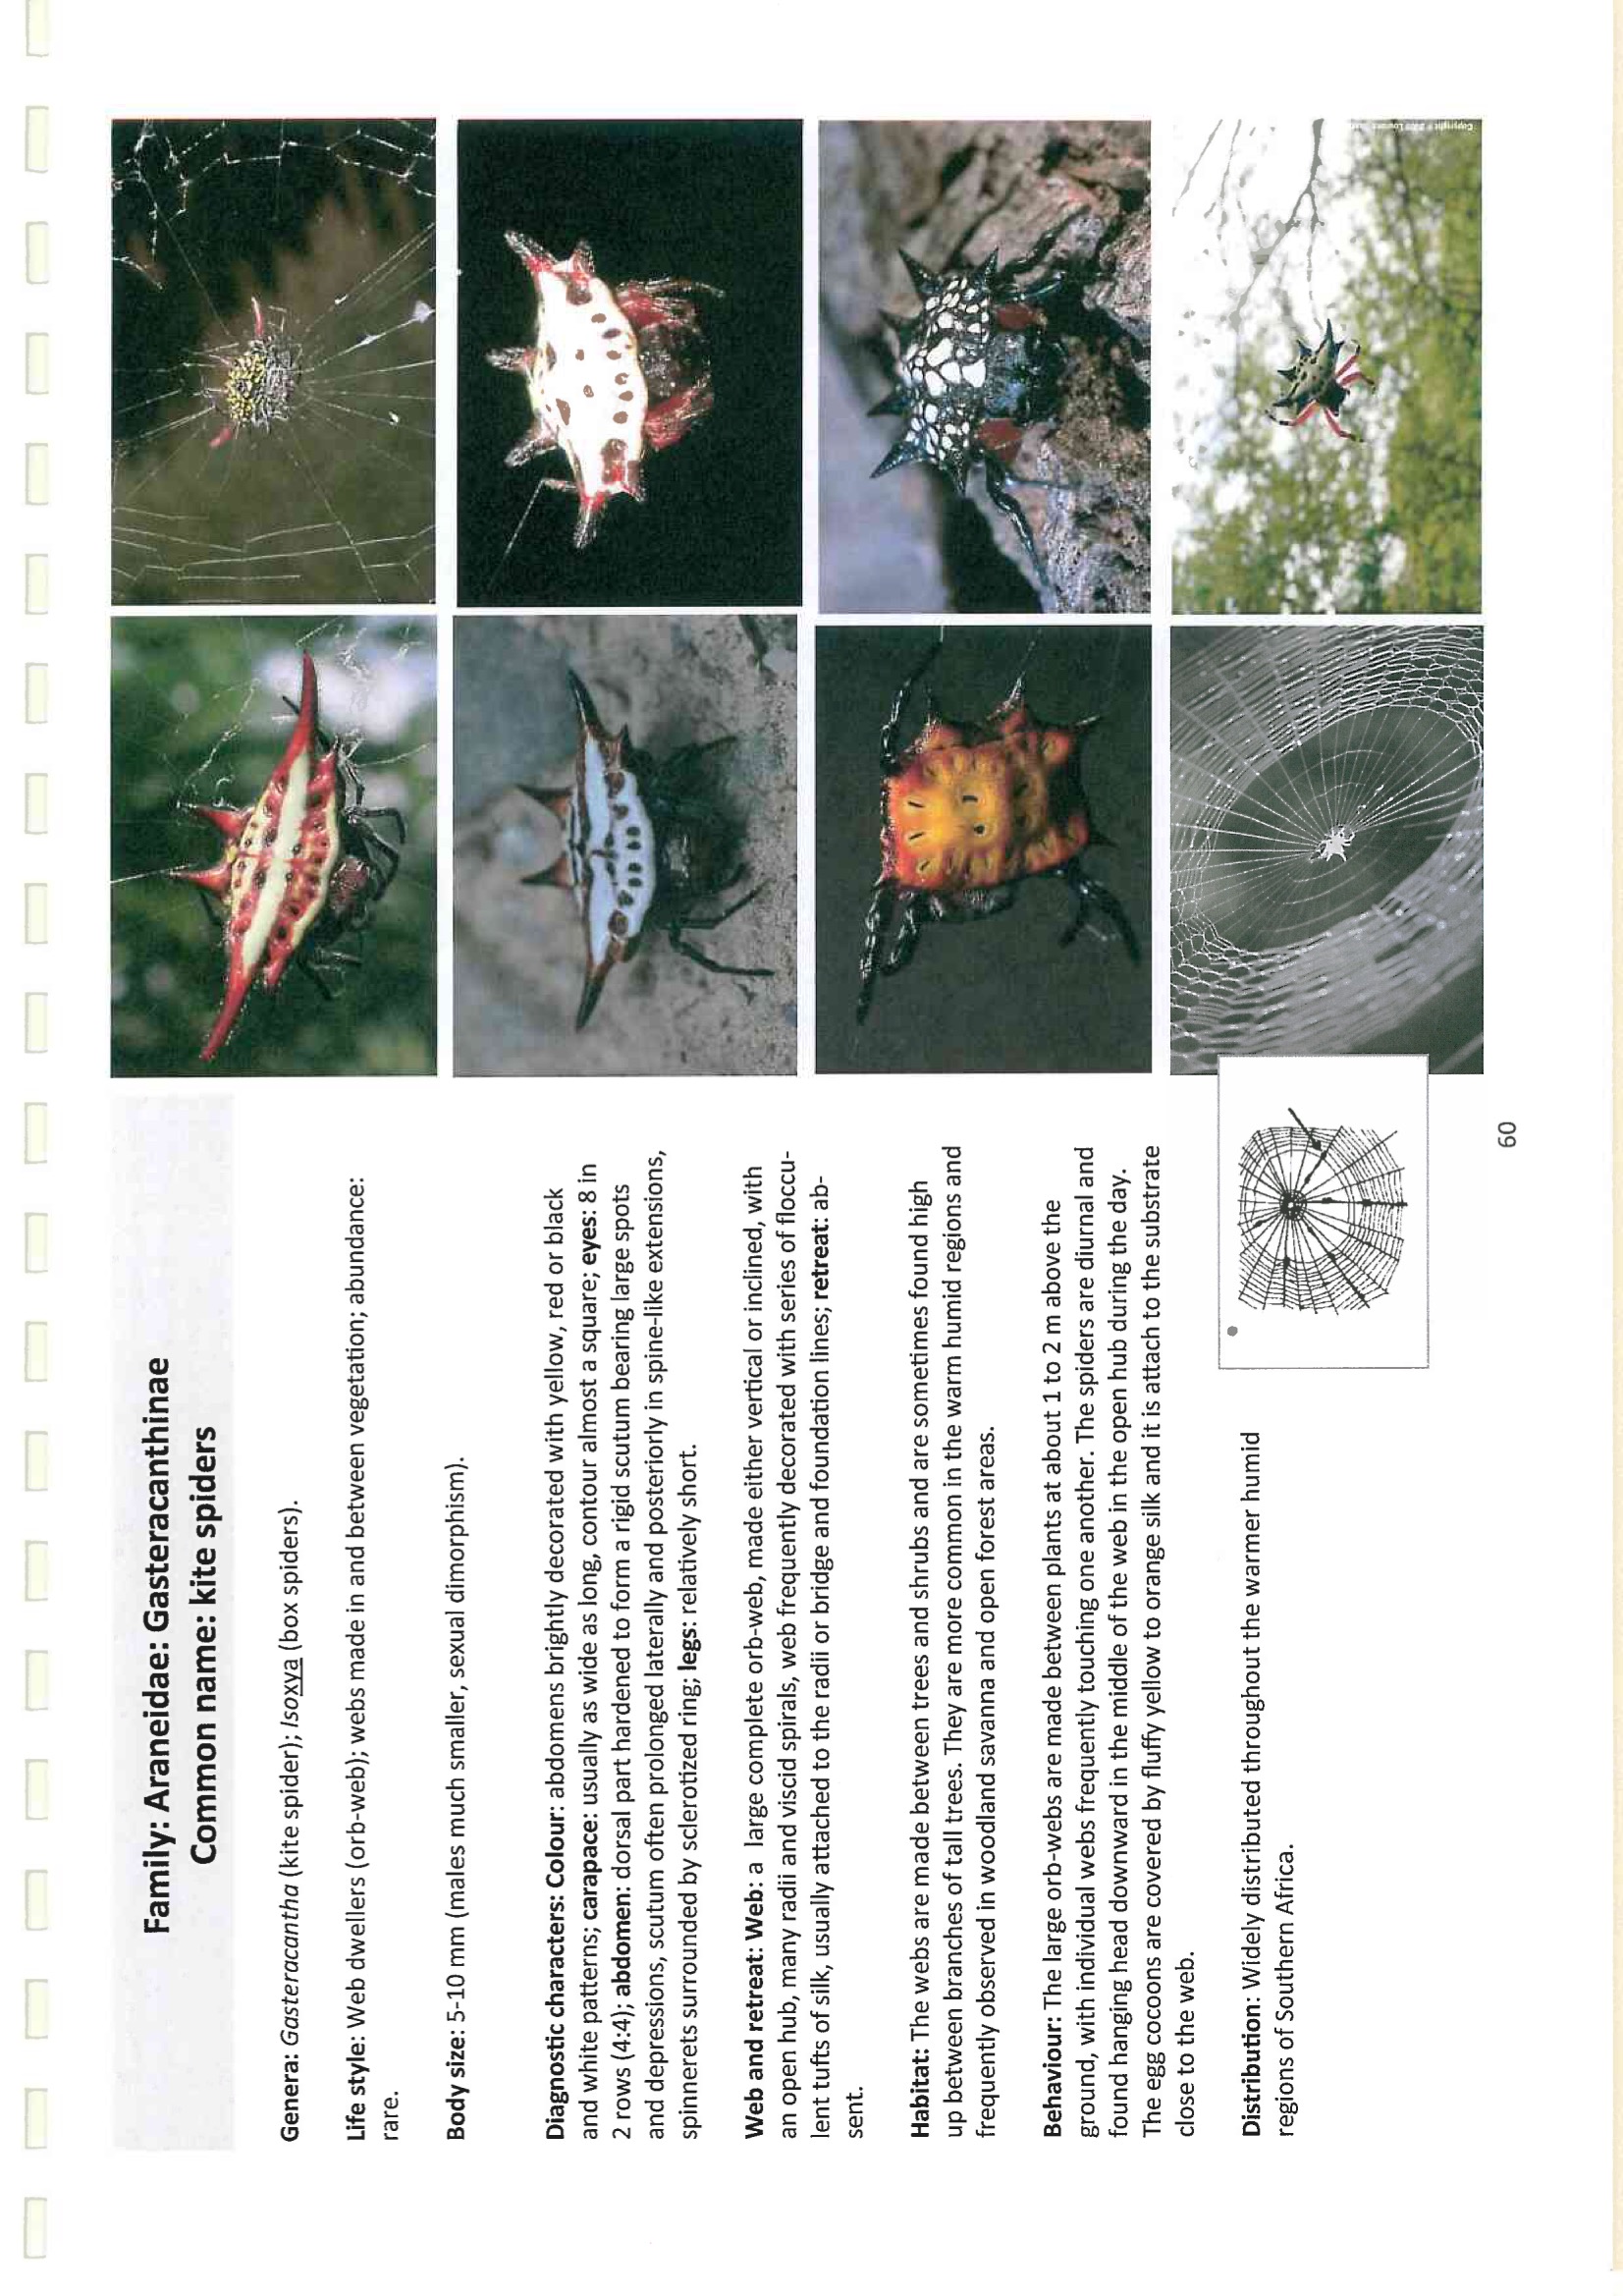 Family: Araneidae: Gasteracanthinae
Common name: kite spiders
Genera: Gasteracantha (kite spider); Isoxya (box spiders).
Life style: Web dwellers (orb-web); webs made in and between vegetation; abundance:
rare.
Body size: 5-10 mm (males much smaller, sexual dimorphism).
Diagnostic characters: Colour: abdomens brightly decorated with yellow, red or black
and white patterns; carapace: usually as wide as long, contour almost a square; eyes: 8 in
2 rows (4:4); abdomen: dorsal part hardened to form a rigid scutum bearing large spots
and depressions, scutum often prolonged laterally and posteriorly in spine-like extensions,
spinnerets surrounded by sclerotized ring; legs: relatively short.
Web and retreat: Web: a large complete orb-web, made either vertical or inclined, with
an open hub, many radii and viscid spirals, web frequently decorated with series of floccu-
lent tufts of silk, usually attached to the radii or bridge and foundation lines; retreat: ab-
sent.
Habitat: The webs are made between trees and shrubs and are sometimes found high
up between branches of tall trees. They are more common in the warm humid regions and
frequently observed in woodland savanna and open forest areas.
Behaviour: The large orb-webs are made between plants at about 1 to 2 m above the
ground, with individual webs frequently touching one another. The spiders are diurnal and
found hanging head downward in the middle of the web in the open hub during the day.
The egg cocoons are covered by fluffy yellow to orange silk and it is attach to the substrate
close to the web.
Distribution: Widely distributed throughout the warmer humid
regions of Southern Africa.
60
Copyright